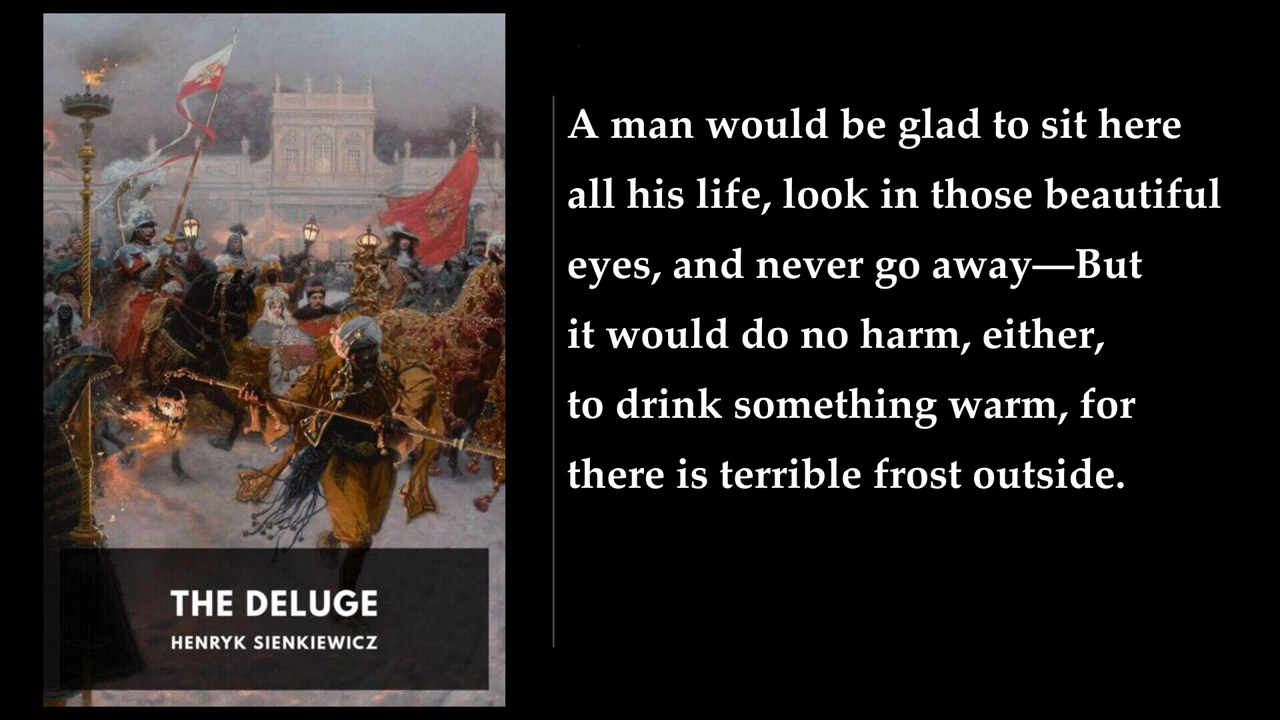 A man would be glad to sit here
all his life, look in those beautiful
eyes, and never go away—But
it would do no harm, either,
to drink something warm, for
there is terrible frost outside.
THE DELUGE
HENRYK SIENKIEWICZ